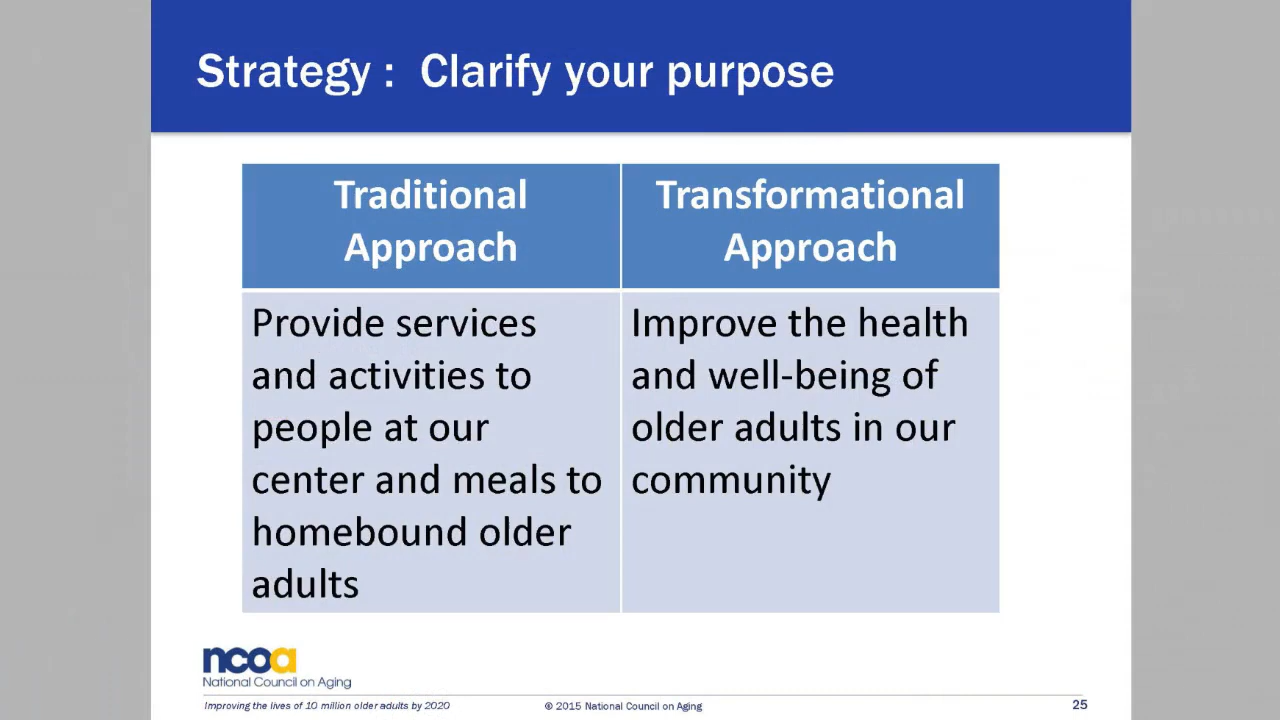 Strategy : Clarify your purpose
Traditional
Approach
Transformational
Approach
Provide services
and activities to
people at our
center and meals to
homebound older
adults
Improve the health
and well-being of
older adults in our
community
ncoa
National Council on Aging
Improving the lives of 10 million older adults by 2020
© 2015 National Council on Aging
25